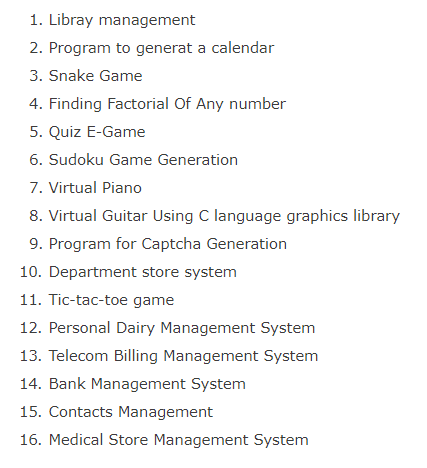 1. Libray management
2. Program to generat a calendar
3. Snake Game
4. Finding Factorial Of Any number
5. Quiz E-Game
6. Sudoku Game Generation
7. Virtual Piano
8. Virtual Guitar Using C language graphics library
9. Program for Captcha Generation
10. Department store system
11. Tic-tac-toe game
12. Personal Dairy Management System
13. Telecom Billing Management System
14. Bank Management System
15. Contacts Management
16. Medical Store Management System